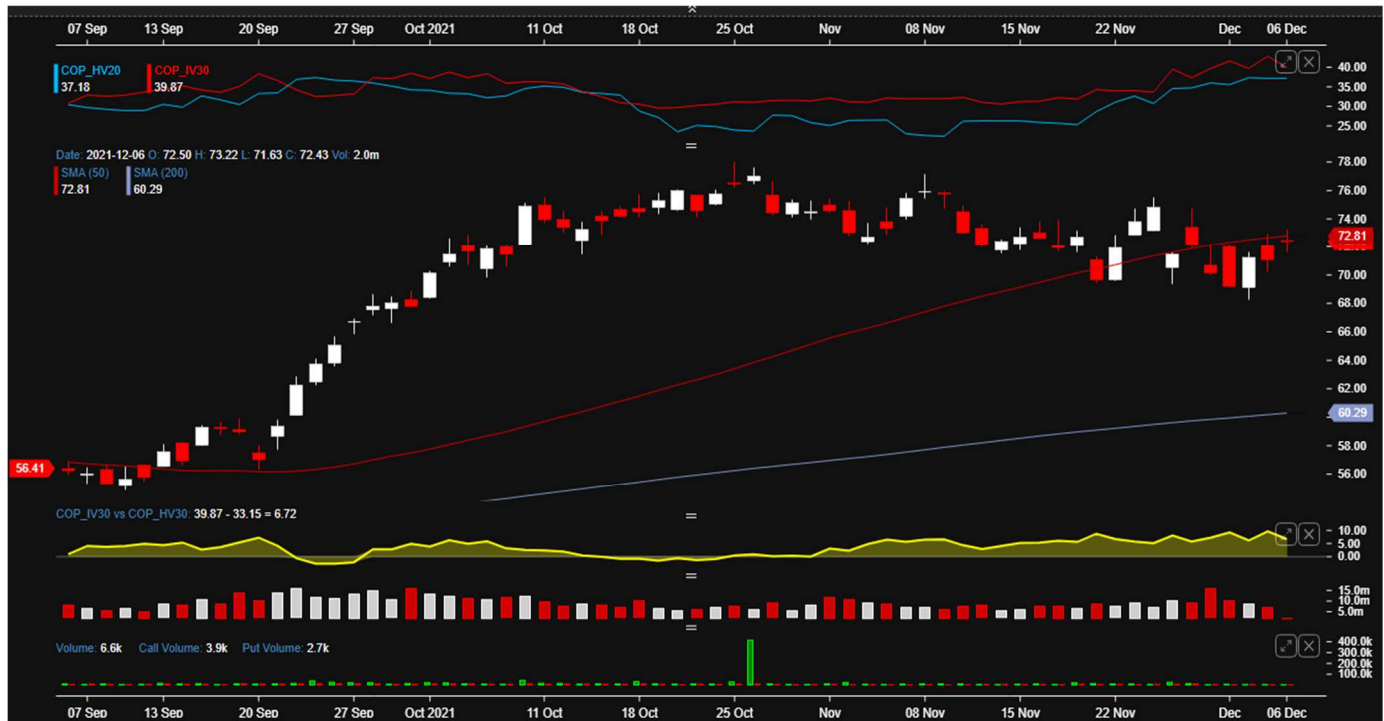 07 Sep 13 Sep 20 Sep 27 Sep Oct 2021 11 Oct 18 Oct 25 Oct Nov 08 Nov 15 Nov 22 Nov Dec 06 Dec
COP_HV20 COP_IV30
37.18 39.87
40.00
35.00
30.00
25.00
Date: 2021-12-06 O: 72.50 H: 73.22 L: 71.63 C: 72.43 Vol: 2.0m
SMA (50) SMA (200)
72.81 60.29
78.00
76.00
74.00
72.81
70.00
68.00
66.00
64.00
62.00
60.29
58.00
56.41
56.00
COP_IV30 vs COP_HV30: 39.87 - 33.15 = 6.72
10.00
5.00
0.00
15.0m
10.0m
5.0m
Volume: 6.6k Call Volume: 3.9k Put Volume: 2.7k
400.0k
300.0k
200.0k
100.0k
07 Sep 13 Sep 20 Sep 27 Sep Oct 2021 11 Oct 18 Oct 25 Oct Nov 08 Nov 15 Nov 22 Nov Dec 06 Dec